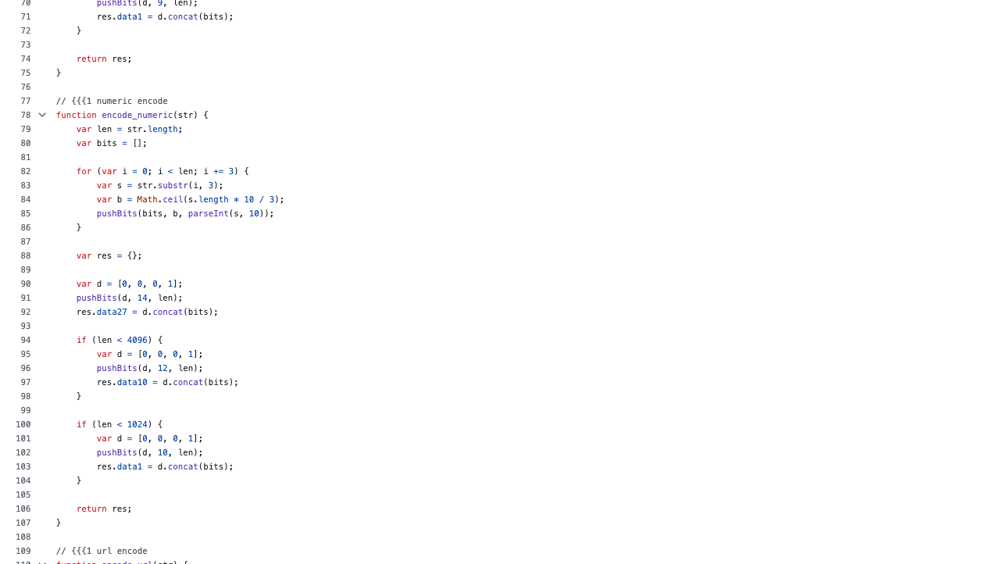 70 pushBits(d, 9, len);
71 res.data1 = d.concat(bits);
72 }
73
74 return res;
75 }
76
77 // {{{1 numeric encode
78 function encode_numeric(str) {
79 var len = str.length;
80 var bits = [];
81
82 for (var i = 0; i < len; i += 3) {
83 var s = str.substr(i, 3);
84 var b = Math.ceil(s.length * 10 / 3);
85 pushBits(bits, b, parseInt(s, 10));
86 }
87
88 var res = {};
89
90 var d = [0, 0, 0, 1];
91 pushBits(d, 14, len);
92 res.data27 = d.concat(bits);
93
94 if (len < 4096) {
95 var d = [0, 0, 0, 1];
96 pushBits(d, 12, len);
97 res.data10 = d.concat(bits);
98 }
99
100 if (len < 1024) {
101 var d = [0, 0, 0, 1];
102 pushBits(d, 10, len);
103 res.data1 = d.concat(bits);
104 }
105
106 return res;
107 }
108
109 // {{{1 url encode
110 function encode_url(str) {